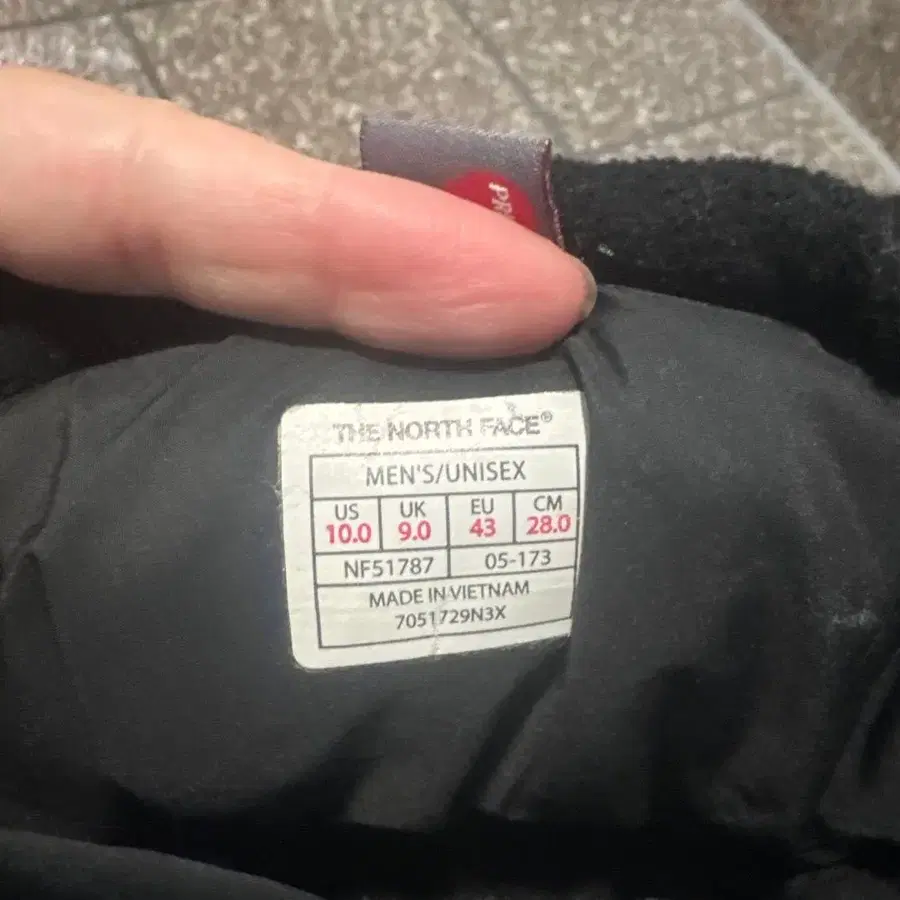 THE NORTH FACE®
MEN'S/UNISEX
US UK EU CM
10.0 9.0 43 28.0
NF51787 05-173
MADE IN VIETNAM
7051729N3X